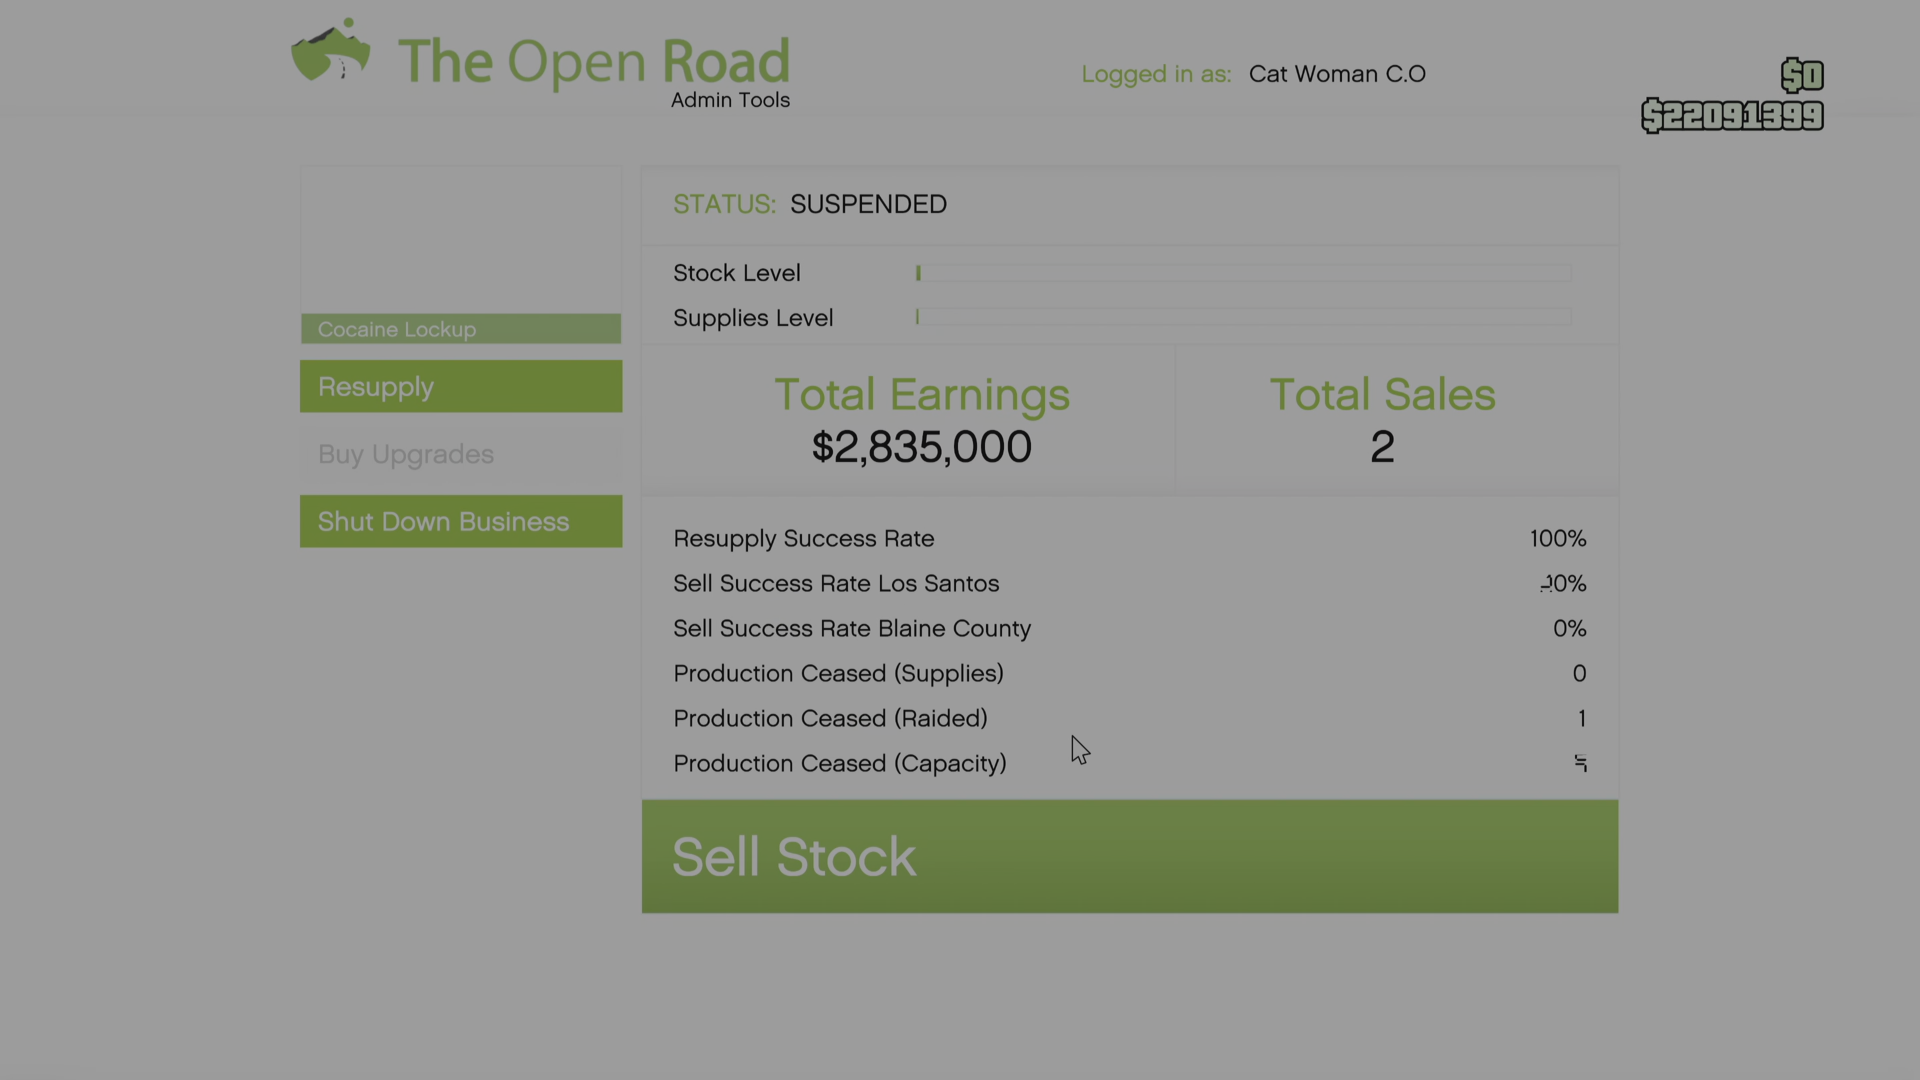 The Open Road
Admin Tools
Logged in as: Cat Woman C.O
$0
$22091399
Cocaine Lockup
Resupply
Buy Upgrades
Shut Down Business
STATUS: SUSPENDED
Stock Level
Supplies Level
Total Earnings
$2,835,000
Total Sales
2
Resupply Success Rate
100%
Sell Success Rate Los Santos
Sell Success Rate Blaine County
0%
Production Ceased (Supplies)
0
Production Ceased (Raided)
1
Production Ceased (Capacity)
Sell Stock